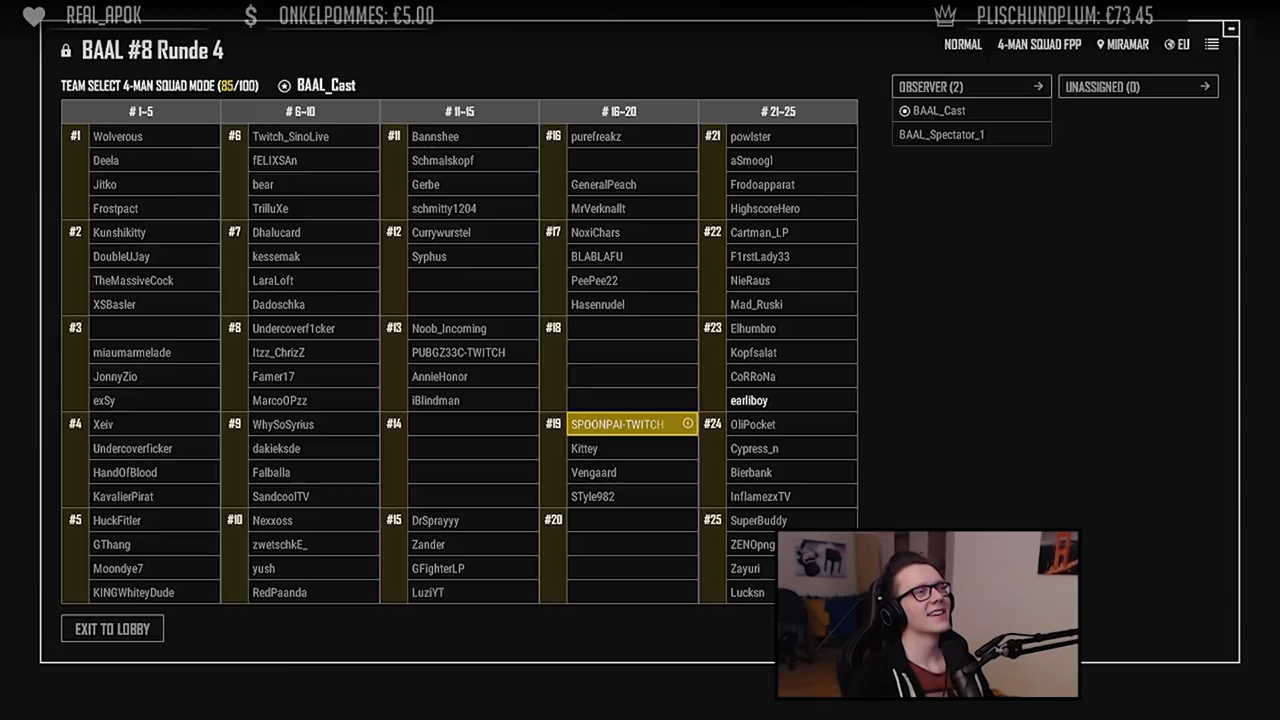 REAL_APOK
$ ONKELPOMMES: €5.00
PLISCHUNDPLUM: €73.45
BAAL #8 Runde 4
NORMAL 4-MAN SQUAD FPP MIRAMAR EU
TEAM SELECT 4-MAN SQUAD MODE (85/100) BAAL_Cast
OBSERVER (2)
UNASSIGNED (0)
BAAL_Cast
BAAL_Spectator_1
# 1-5
#1 Wolverous
Deela
Jitko
Frostpact
#2 Kunshikitty
DoubleUJay
TheMassiveCock
XSBasler
#3
miaumarmelade
JonnyZio
exSy
#4 Xeiv
Undercoverficker
HandOfBlood
KavalierPirat
#5 HuckFitler
GThang
Moondye7
KINGWhiteyDude
# 6-10
#6 Twitch_SinoLive
fELIXSAn
bear
TrilluXe
#7 Dhalucard
kessemak
LaraLoft
Dadoschka
#8 Undercoverf1cker
Itzz_ChrizZ
Famer17
MarcoOPzz
#9 WhySoSyrius
dakieksde
Falballa
SandcoolTV
#10 Nexxoss
zwetschkE_
yush
RedPaanda
# 11-15
#11 Bannshee
Schmalskopf
Gerbe
schmitty1204
#12 Currywurstel
Syphus
#13 Noob_Incoming
PUBGZ33C-TWITCH
AnnieHonor
iBlindman
#14
#15 DrSprayyy
Zander
GFighterLP
LuziYT
# 16-20
#16 purefreakz
GeneralPeach
MrVerknallt
#17 NoxiChars
BLABLAFU
PeePee22
Hasenrudel
#18
#19 SPOONPAI-TWITCH
Kittey
Vengaard
STyle982
#20
# 21-25
#21 powlster
aSmoogl
Frodoapparat
HighscoreHero
#22 Cartman_LP
F1rstLady33
NieRaus
Mad_Ruski
#23 Elhumbro
Kopfsalat
CoRRoNa
earliboy
#24 OliPocket
Cypress_n
Bierbank
InflamezxTV
#25 SuperBuddy
ZENOpng
Zayuri
Lucksn
EXIT TO LOBBY